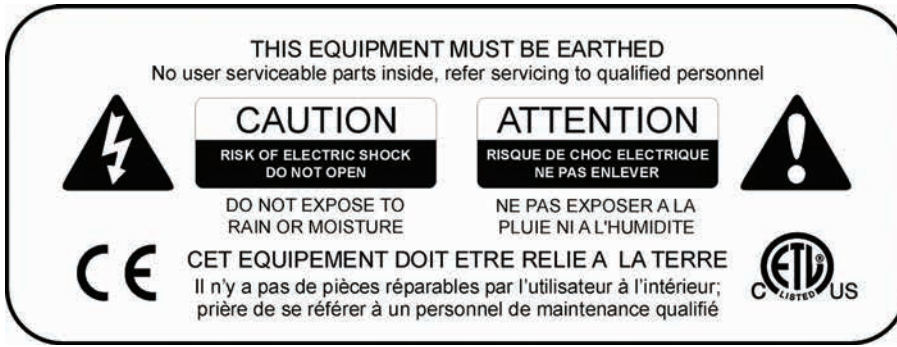 THIS EQUIPMENT MUST BE EARTHED
No user serviceable parts inside, refer servicing to qualified personnel
CAUTION
RISK OF ELECTRIC SHOCK
DO NOT OPEN
DO NOT EXPOSE TO
RAIN OR MOISTURE
ATTENTION
RISQUE DE CHOC ELECTRIQUE
NE PAS ENLEVER
NE PAS EXPOSER A LA
PLUIE NI A L'HUMIDITE
CE
CET EQUIPEMENT DOIT ETRE RELIE A LA TERRE
Il n'y a pas de pièces réparables par l'utilisateur à l'intérieur;
prière de se référer à un personnel de maintenance qualifié
ETL®
C LISTED US